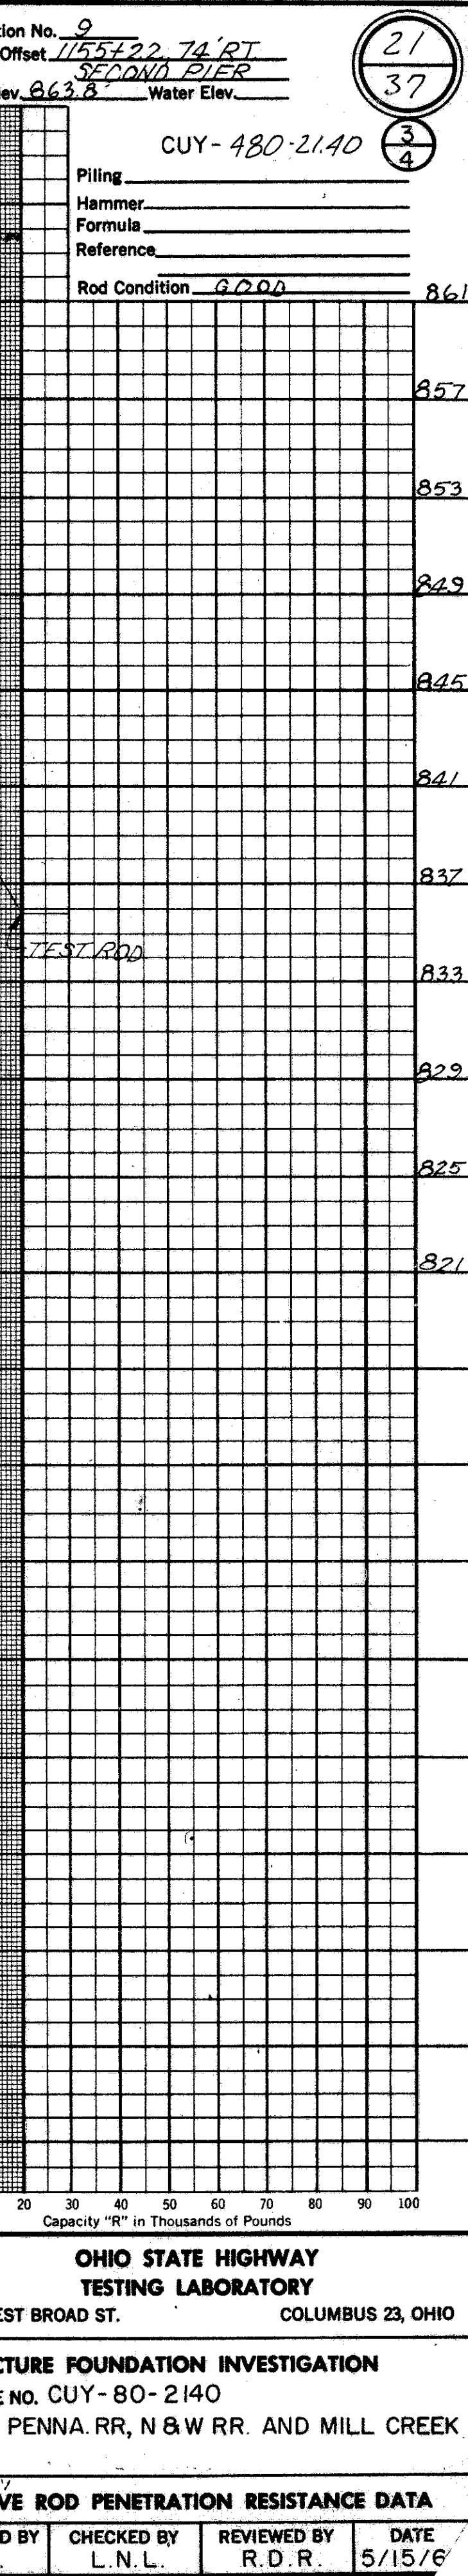 tion No. 9
Offset 1155+22, 74' RT.
SECOND PIER
lev. 863.8' Water Elev.
21
37
CUY-480-21.40
3
4
Piling
Hammer
Formula
Reference
Rod Condition GOOD
861
857
853
849
845
841
837
TEST ROD
833
829
825
821
20 30 40 50 60 70 80 90 100
Capacity "R" in Thousands of Pounds
OHIO STATE HIGHWAY
TESTING LABORATORY
EST BROAD ST. COLUMBUS 23, OHIO
CTURE FOUNDATION INVESTIGATION
E NO. CUY-80-2140
PENNA. RR, N & W RR. AND MILL CREEK
VE ROD PENETRATION RESISTANCE DATA
D BY CHECKED BY REVIEWED BY DATE
L.N.L. R.D.R. 5/15/6